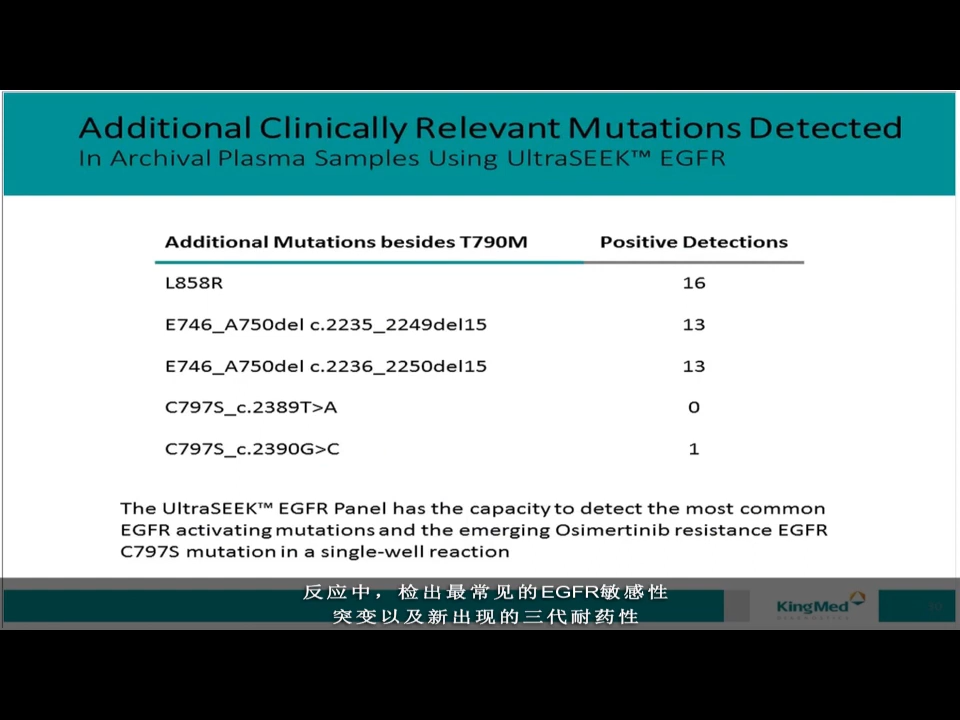 Additional Clinically Relevant Mutations Detected
In Archival Plasma Samples Using UltraSEEK™ EGFR
Additional Mutations besides T790M Positive Detections
L858R 16
E746_A750del c.2235_2249del15 13
E746_A750del c.2236_2250del15 13
C797S_c.2389T>A 0
C797S_c.2390G>C 1
The UltraSEEK™ EGFR Panel has the capacity to detect the most common
EGFR activating mutations and the emerging Osimertinib resistance EGFR
C797S mutation in a single-well reaction
反应中，检出最常见的EGFR敏感性
突变以及新出现的三代耐药性
KingMed
DIAGNOSTICS